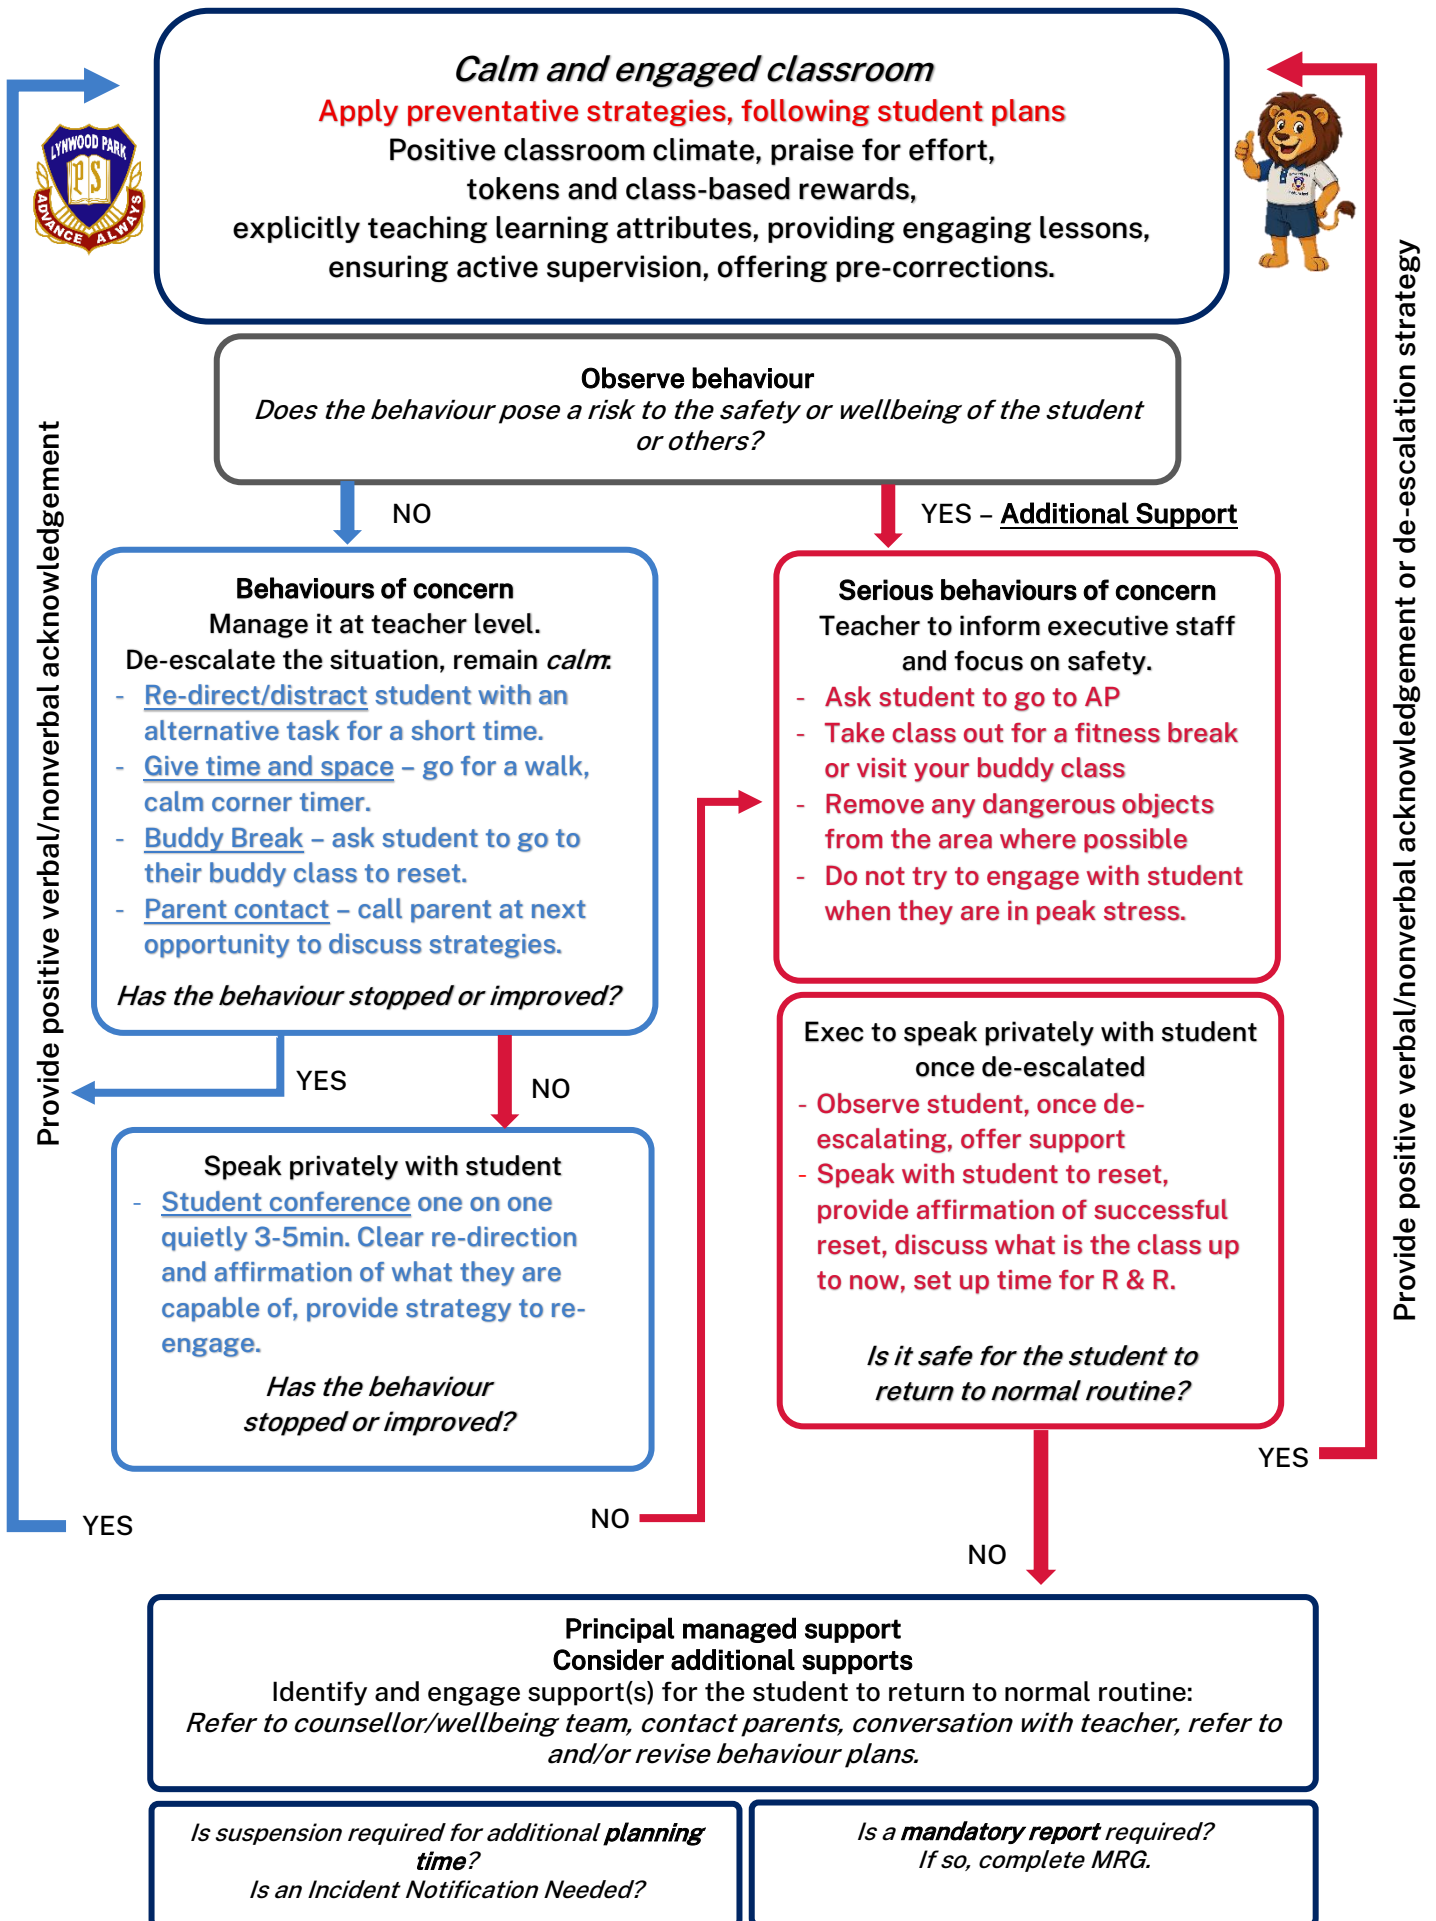 Calm and engaged classroom
Apply preventative strategies, following student plans
Positive classroom climate, praise for effort,
tokens and class-based rewards,
explicitly teaching learning attributes, providing engaging lessons,
ensuring active supervision, offering pre-corrections.
LYNWOOD PARK
PS
ADVANCE ALWAYS
Observe behaviour
Does the behaviour pose a risk to the safety or wellbeing of the student
or others?
NO
YES – Additional Support
Provide positive verbal/nonverbal acknowledgement
Behaviours of concern
Manage it at teacher level.
De-escalate the situation, remain calm:
- Re-direct/distract student with an
alternative task for a short time.
- Give time and space – go for a walk,
calm corner timer.
- Buddy Break – ask student to go to
their buddy class to reset.
- Parent contact – call parent at next
opportunity to discuss strategies.
Has the behaviour stopped or improved?
YES
NO
Speak privately with student
- Student conference one on one
quietly 3-5min. Clear re-direction
and affirmation of what they are
capable of, provide strategy to re-
engage.
Has the behaviour
stopped or improved?
YES
NO
Serious behaviours of concern
Teacher to inform executive staff
and focus on safety.
- Ask student to go to AP
- Take class out for a fitness break
or visit your buddy class
- Remove any dangerous objects
from the area where possible
- Do not try to engage with student
when they are in peak stress.
Exec to speak privately with student
once de-escalated
- Observe student, once de-
escalating, offer support
- Speak with student to reset,
provide affirmation of successful
reset, discuss what is the class up
to now, set up time for R & R.
Is it safe for the student to
return to normal routine?
YES
NO
Provide positive verbal/nonverbal acknowledgement or de-escalation strategy
Principal managed support
Consider additional supports
Identify and engage support(s) for the student to return to normal routine:
Refer to counsellor/wellbeing team, contact parents, conversation with teacher, refer to
and/or revise behaviour plans.
Is suspension required for additional planning
time?
Is an Incident Notification Needed?
Is a mandatory report required?
If so, complete MRG.